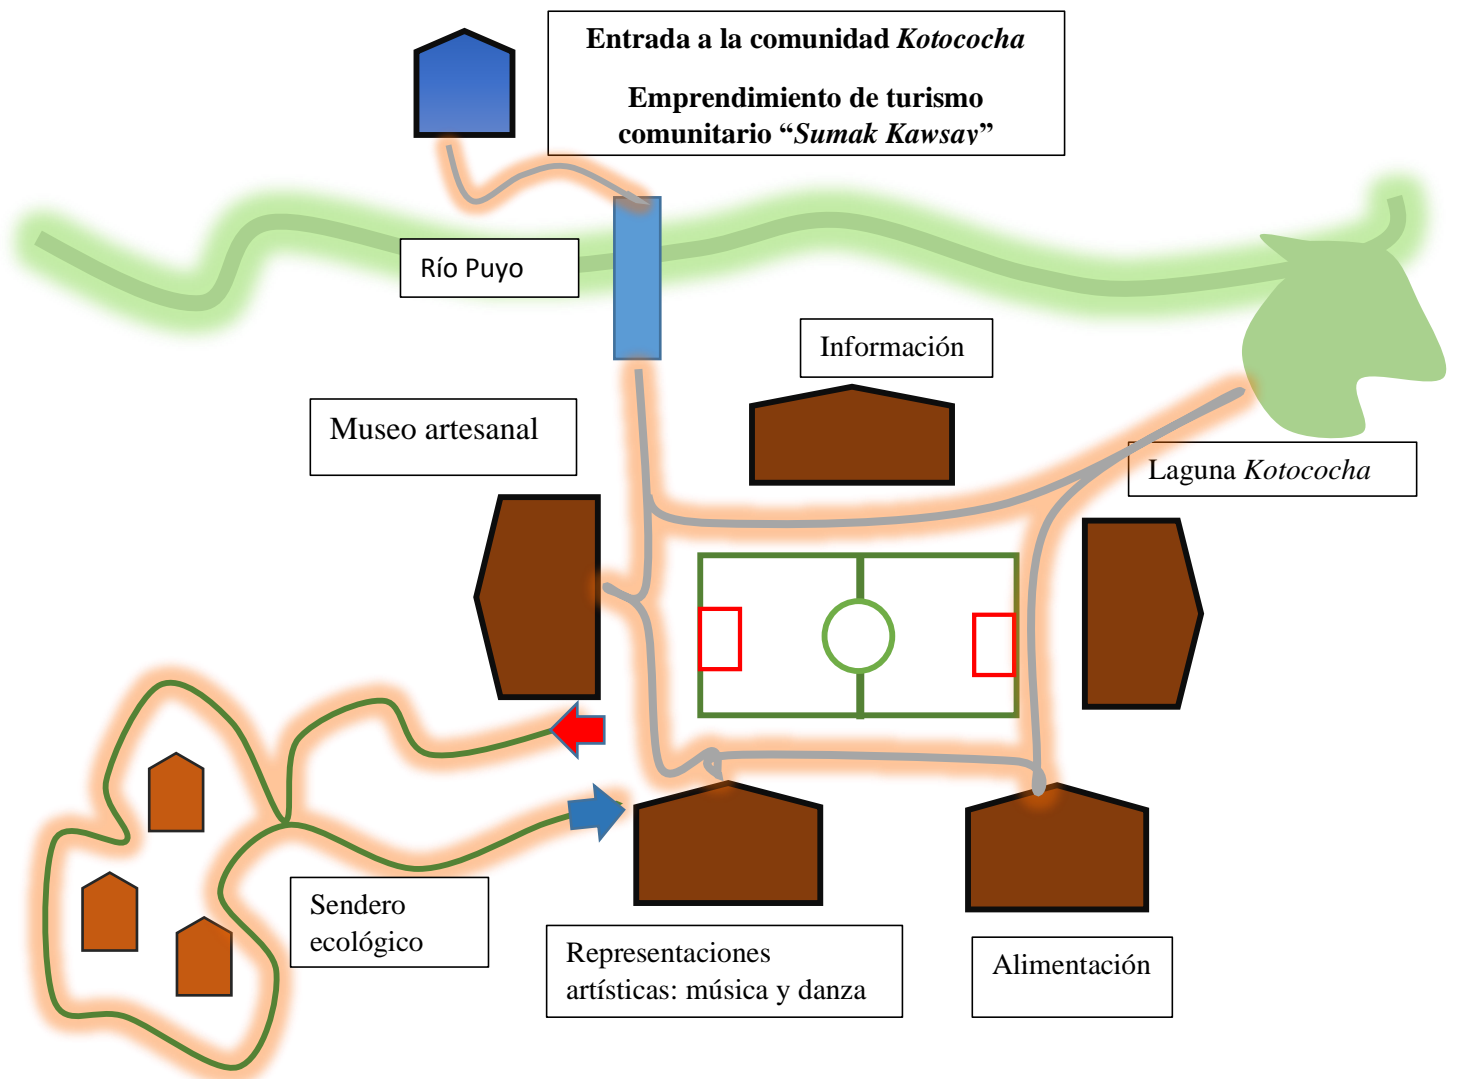 Entrada a la comunidad Kotococha
Emprendimiento de turismo
comunitario “Sumak Kawsay”
Río Puyo
Información
Museo artesanal
Laguna Kotococha
Sendero
ecológico
Representaciones
artísticas: música y danza
Alimentación